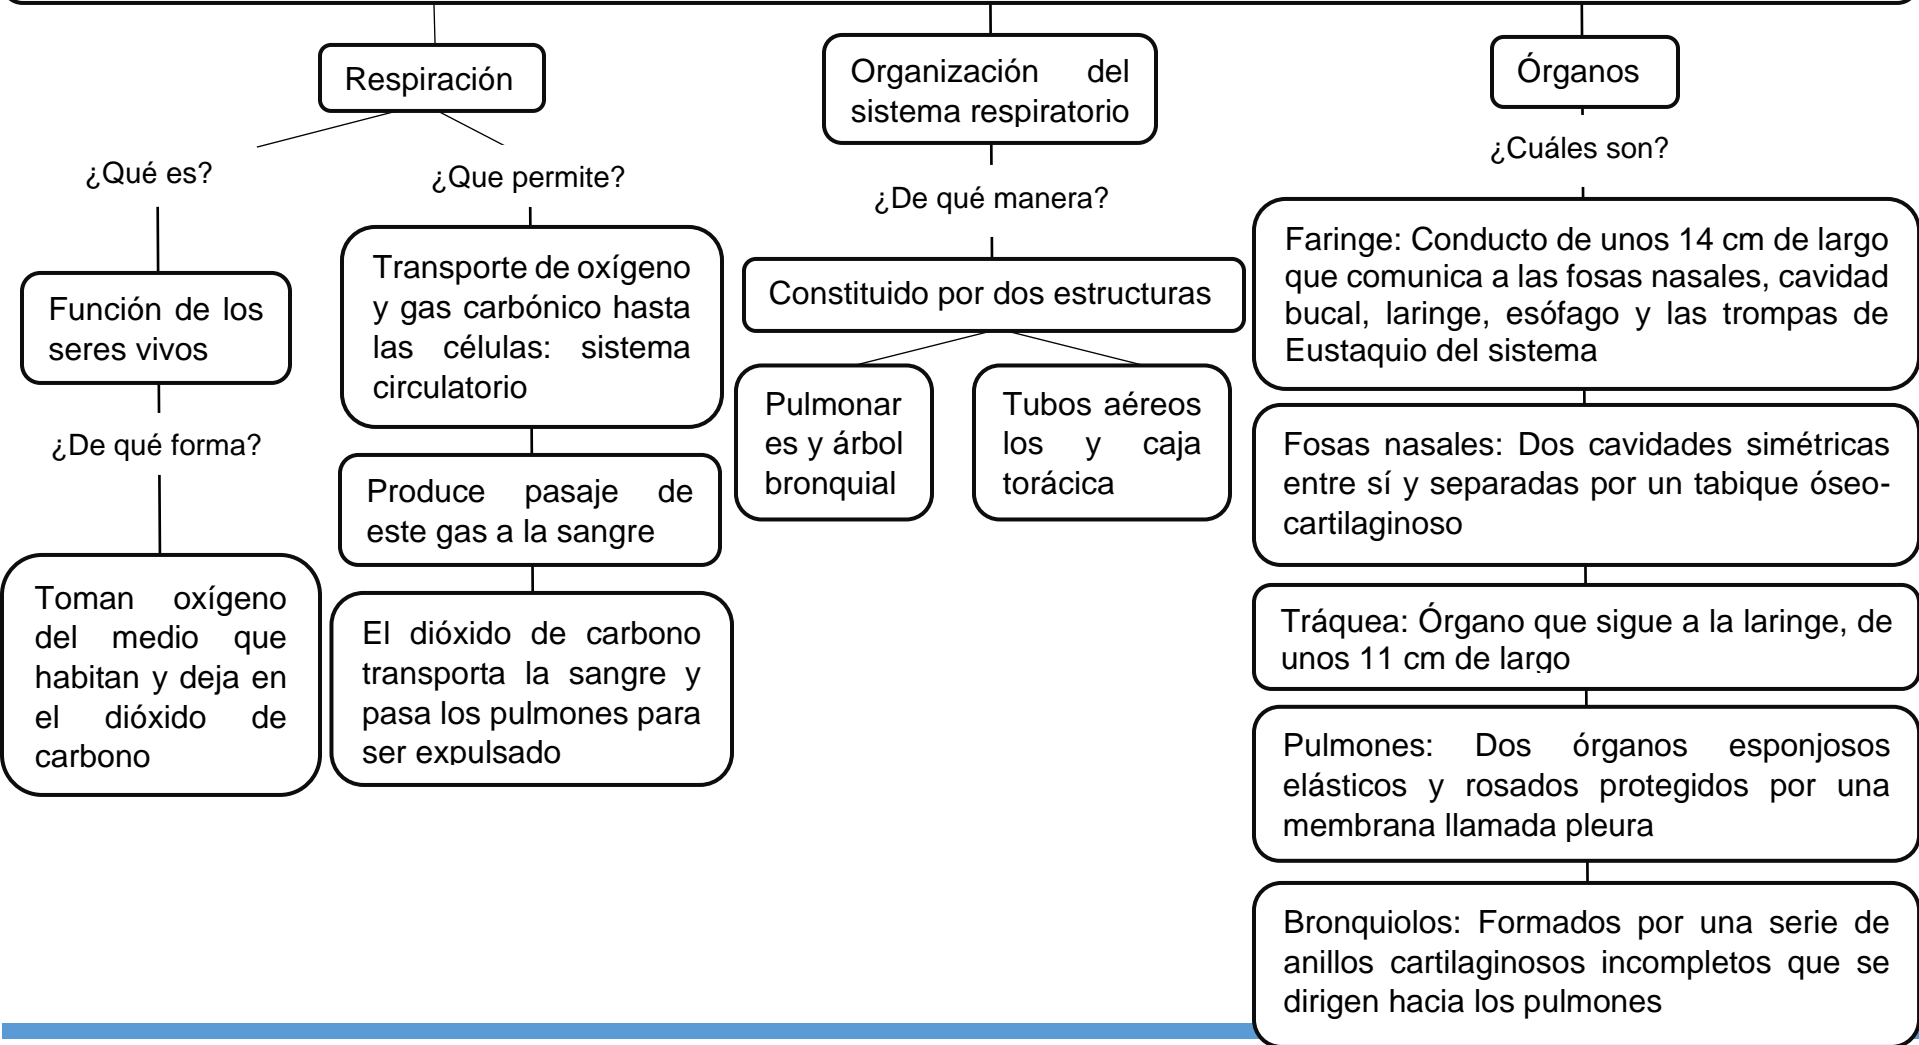 Respiración
¿Qué es?
Función de los
seres vivos
¿De qué forma?
Toman oxígeno
del medio que
habitan y deja en
el dióxido de
carbono
¿Que permite?
Transporte de oxígeno
y gas carbónico hasta
las células: sistema
circulatorio
Produce pasaje de
este gas a la sangre
El dióxido de carbono
transporta la sangre y
pasa los pulmones para
ser expulsado
Organización del
sistema respiratorio
¿De qué manera?
Constituido por dos estructuras
Pulmonar
es y árbol
bronquial
Tubos aéreos
los y caja
torácica
Órganos
¿Cuáles son?
Faringe: Conducto de unos 14 cm de largo
que comunica a las fosas nasales, cavidad
bucal, laringe, esófago y las trompas de
Eustaquio del sistema
Fosas nasales: Dos cavidades simétricas
entre sí y separadas por un tabique óseo-
cartilaginoso
Tráquea: Órgano que sigue a la laringe, de
unos 11 cm de largo
Pulmones: Dos órganos esponjosos
elásticos y rosados protegidos por una
membrana llamada pleura
Bronquiolos: Formados por una serie de
anillos cartilaginosos incompletos que se
dirigen hacia los pulmones